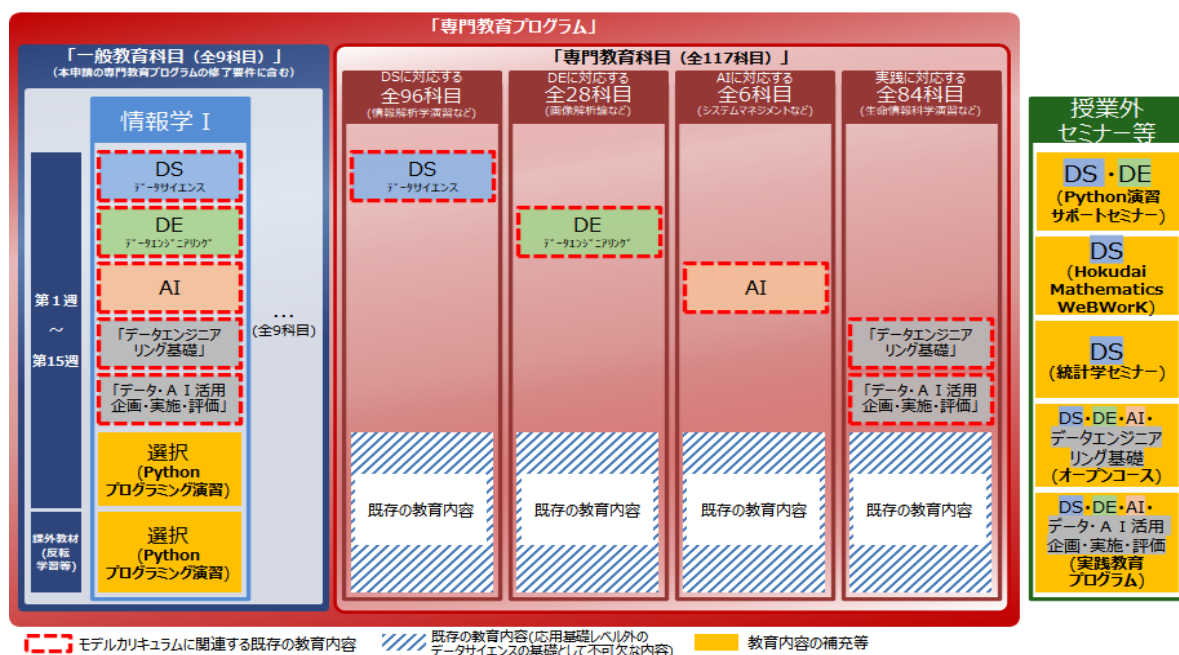 「専門教育プログラム」
「一般教育科目（全9科目）」
（本申請の専門教育プログラムの修了要件に含む）
情報学Ⅰ
第１週
～
第15週
課外教材
(反転
学習等)
DS
ﾃﾞｰﾀサイエンス
DE
ﾃﾞｰﾀｴﾝｼﾞﾆｱﾘﾝｸﾞ
AI
「データエンジニア
リング基礎」
「データ・ＡＩ活用
企画・実施・評価」
選択
(Python
プログラミング演習)
選択
(Python
プログラミング演習)
…
(全9科目)
「専門教育科目（全117科目）」
DSに対応する
全96科目
(情報解析学演習など)
DS
ﾃﾞｰﾀサイエンス
既存の教育内容
DEに対応する
全28科目
(画像解析論など)
DE
ﾃﾞｰﾀｴﾝｼﾞﾆｱﾘﾝｸﾞ
既存の教育内容
AIに対応する
全6科目
(システムマネジメントなど)
AI
既存の教育内容
実践に対応する
全84科目
(生命情報科学演習など)
「データエンジニア
リング基礎」
「データ・ＡＩ活用
企画・実施・評価」
既存の教育内容
授業外
セミナー等
DS・DE
(Python演習
サポートセミナー)
DS
(Hokudai
Mathematics
WeBWorK)
DS
(統計学セミナー)
DS・DE・AI・
データエンジニア
リング基礎
(オープンコース)
DS・DE・AI・
データ・ＡＩ活用
企画・実施・評価
(実践教育
プログラム)
モデルカリキュラムに関連する既存の教育内容
既存の教育内容(応用基礎レベル外の
データサイエンスの基礎として不可欠な内容)
教育内容の補充等